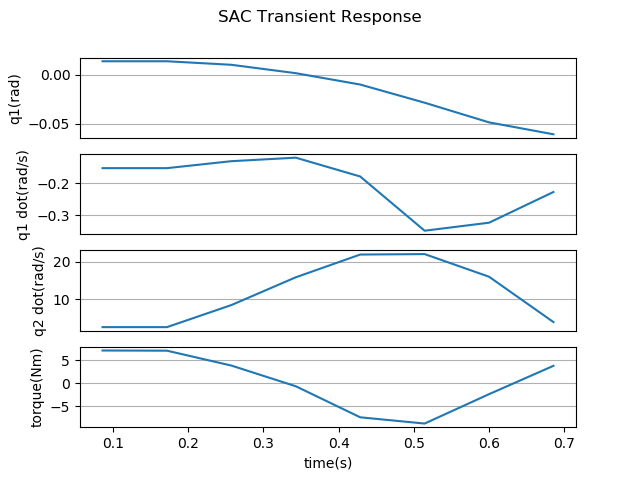 SAC Transient Response
q1(rad)
0.00
−0.05
q1 dot(rad/s)
−0.2
−0.3
q2 dot(rad/s)
20
10
torque(Nm)
5
0
−5
0.1 0.2 0.3 0.4 0.5 0.6 0.7
time(s)